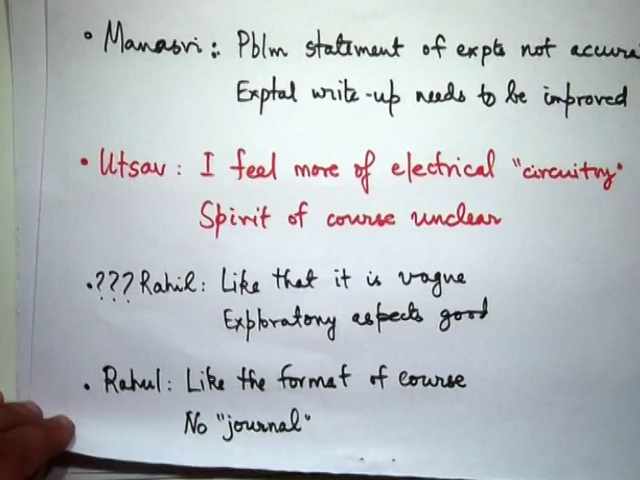 • Manasvi: Pblm statement of expts not accura
Exptal write-up needs to be improved
• Utsav: I feel more of electrical "circuitry"
Spirit of course unclear
• ??? Rahil: Like that it is vague
Exploratony aspects good
• Rahul: Like the format of course
No "journal"